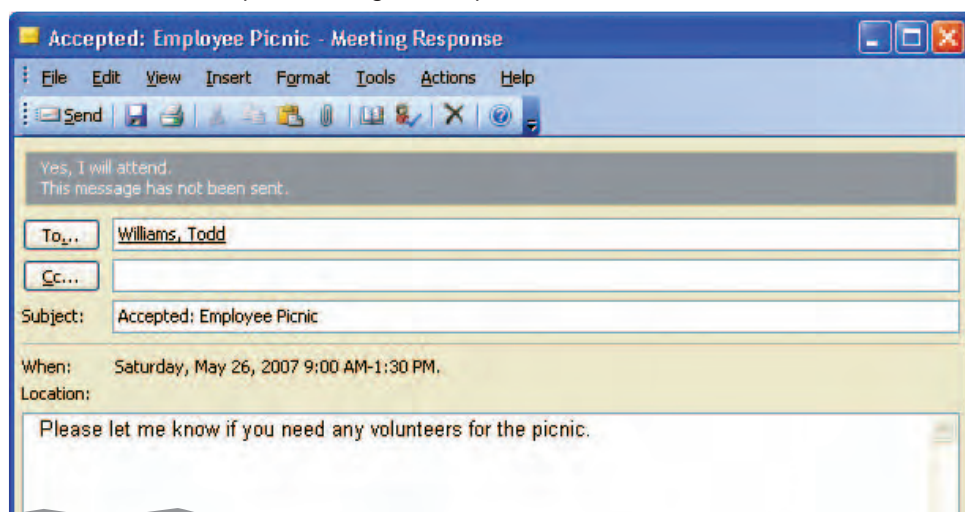 Accepted: Employee Picnic - Meeting Response
File Edit View Insert Format Tools Actions Help
Send
Yes, I will attend.
This message has not been sent.
To... Williams, Todd
Cc...
Subject: Accepted: Employee Picnic
When: Saturday, May 26, 2007 9:00 AM-1:30 PM.
Location:
Please let me know if you need any volunteers for the picnic.